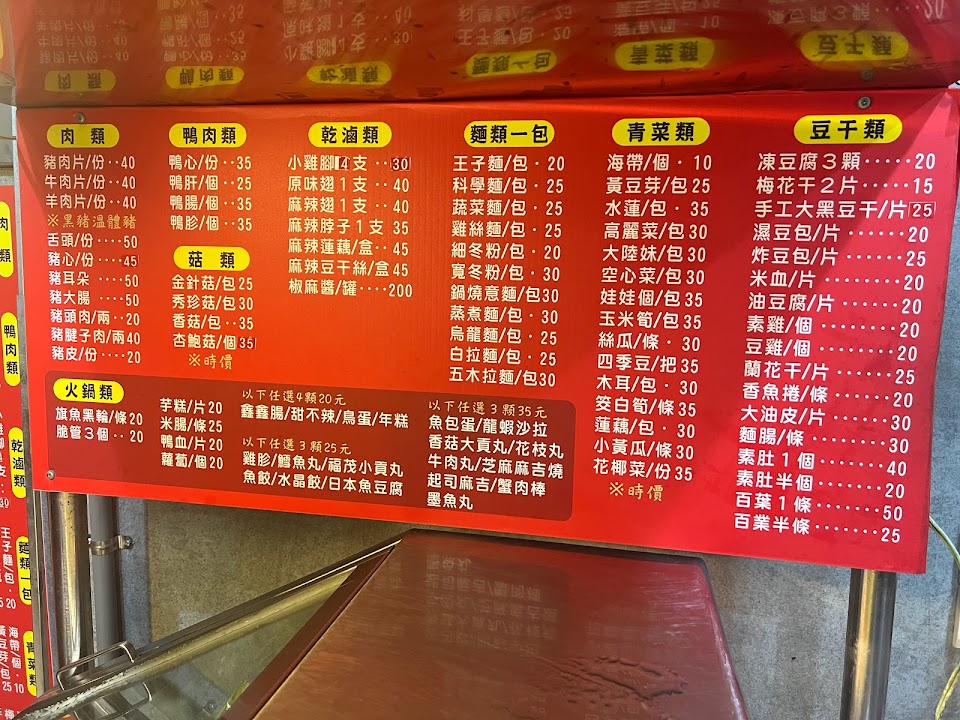 肉類
豬肉片/份··40
牛肉片/份··40
羊肉片/份··40
※黑豬溫體豬
舌頭/份····50
豬心/份····45
豬耳朵 ····50
豬大腸 ····50
豬頭肉/兩··20
豬腱子肉/兩40
豬皮/份····20
鴨肉類
鴨心/份··35
鴨肝/個··25
鴨腸/個··35
鴨胗/個··35
菇類
金針菇/包25
秀珍菇/包30
香菇/包··35
杏鮑菇/個35
※時價
乾滷類
小雞腳4支··30
原味翅1支··40
麻辣翅1支··40
麻辣脖子1支 35
麻辣蓮藕/盒··45
麻辣豆干絲/盒45
椒麻醬/罐····200
麵類一包
王子麵/包·20
科學麵/包·25
蔬菜麵/包·25
雞絲麵/包·25
細冬粉/包·20
寬冬粉/包·30
鍋燒意麵/包30
蒸煮麵/包·30
烏龍麵/包·25
白拉麵/包·25
五木拉麵/包30
青菜類
海帶/個·10
黃豆芽/包25
水蓮/包·35
高麗菜/包30
大陸妹/包30
空心菜/包30
娃娃個/包35
玉米筍/包35
絲瓜/條·30
四季豆/把35
木耳/包·30
筊白筍/條35
蓮藕/包·30
小黃瓜/條30
花椰菜/份35
※時價
豆干類
凍豆腐3顆·····20
梅花干2片·····15
手工大黑豆干/片25
濕豆包/片······20
炸豆包/片······25
米血/片········20
油豆腐/片······20
素雞/個········20
豆雞/個········20
蘭花干/片·····25
香魚捲/條·····20
大油皮/片·····30
麵腸/條·······30
素肚1個·······40
素肚半個·······20
百葉1條·······50
百業半條·······25
火鍋類
旗魚黑輪/條20
脆管3個··20
芋糕/片20
米腸/條25
鴨血/片20
蘿蔔/個20
以下任選4顆20元
鑫鑫腸/甜不辣/鳥蛋/年糕
以下任選3顆25元
雞胗/鱈魚丸/福茂小貢丸
魚餃/水晶餃/日本魚豆腐
以下任選3顆35元
魚包蛋/龍蝦沙拉
香菇大貢丸/花枝丸
牛肉丸/芝麻麻吉燒
起司麻吉/蟹肉棒
墨魚丸